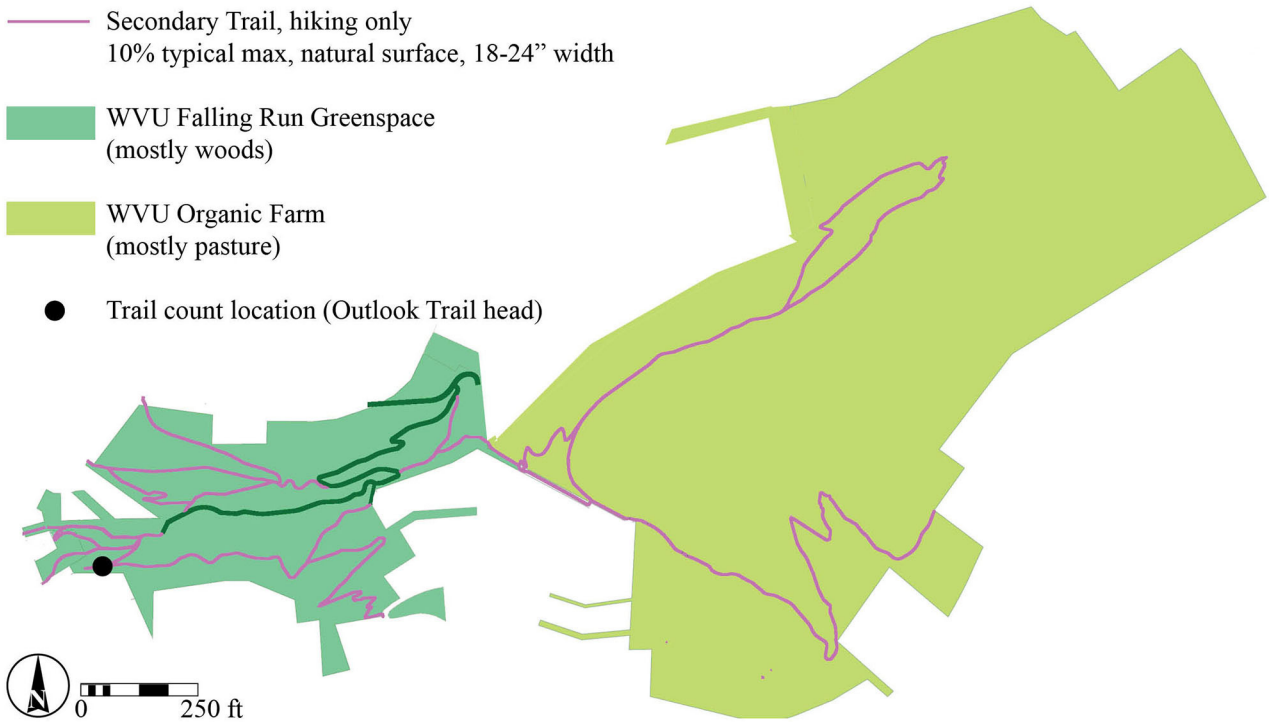 Secondary Trail, hiking only
10% typical max, natural surface, 18-24” width
WVU Falling Run Greenspace
(mostly woods)
WVU Organic Farm
(mostly pasture)
Trail count location (Outlook Trail head)
N
0 250 ft